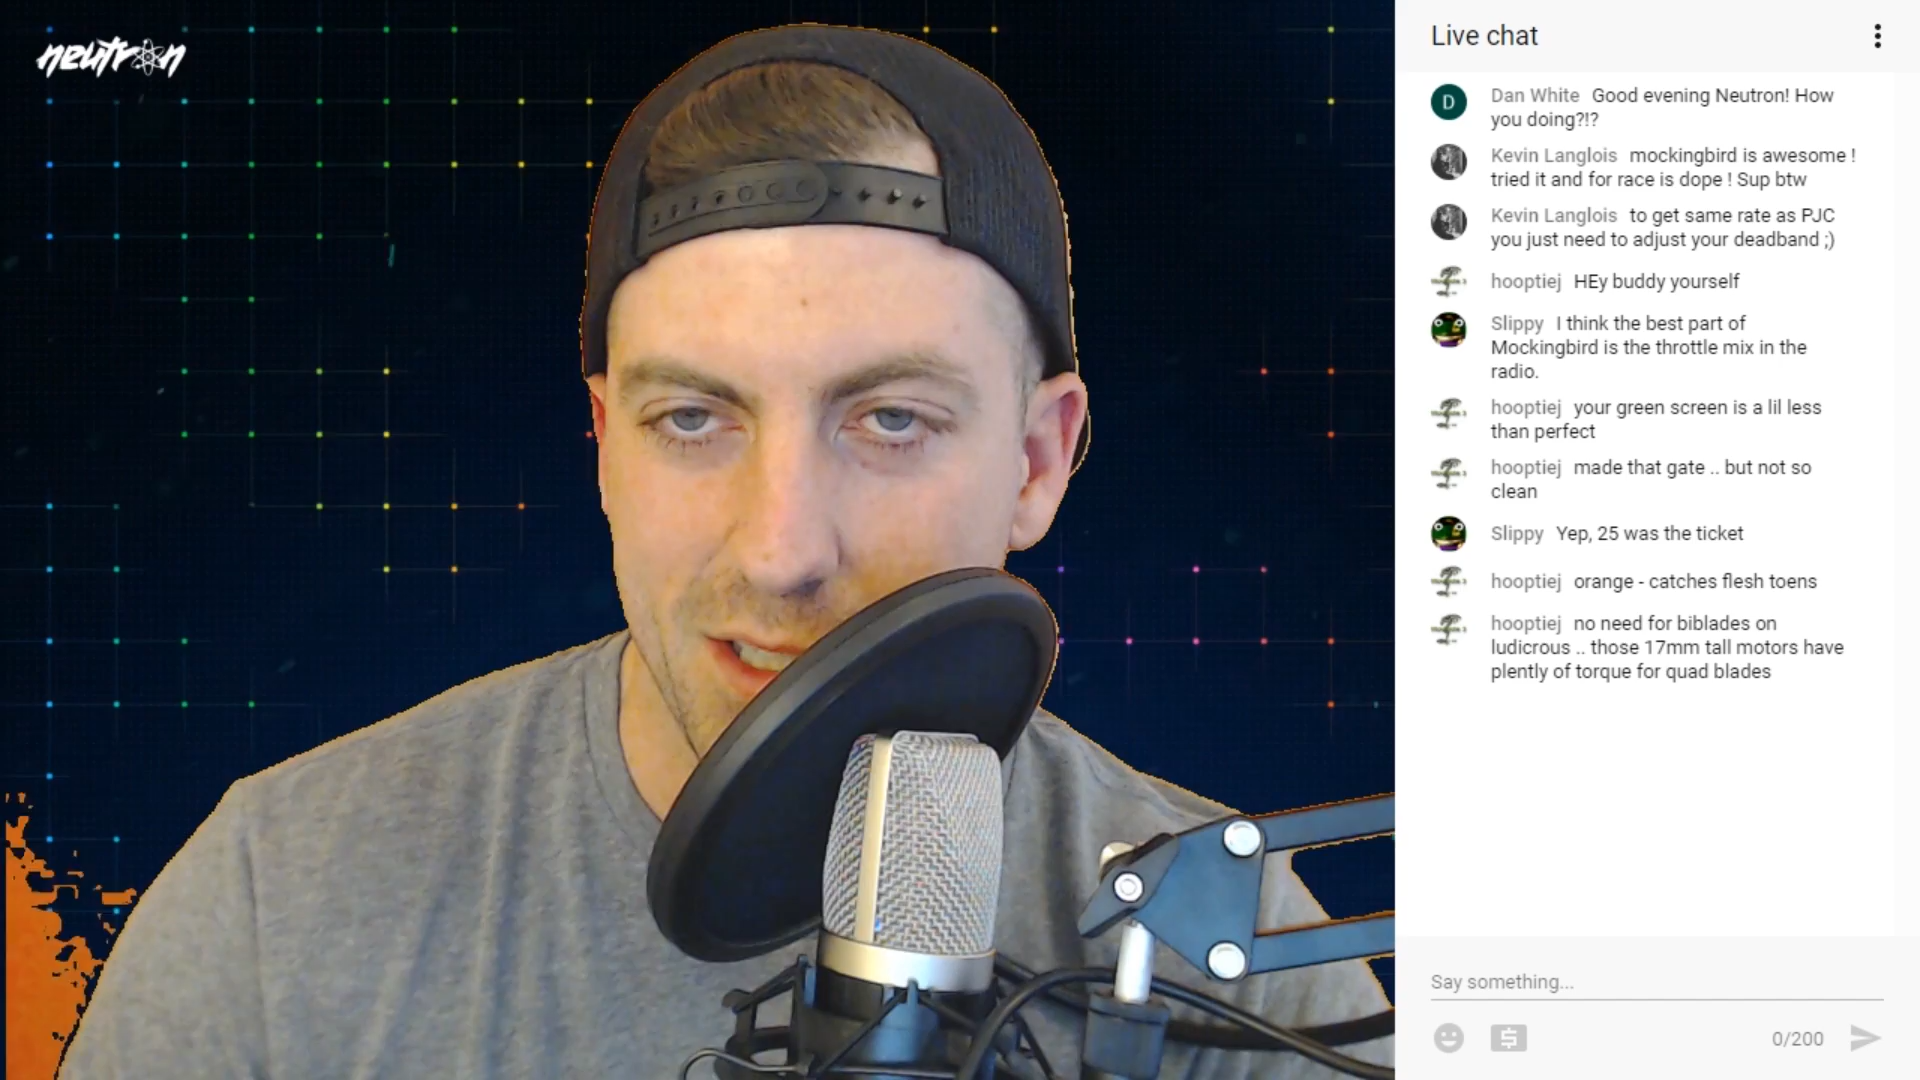 neutron
Live chat
D
Dan White Good evening Neutron! How
you doing?!?
Kevin Langlois mockingbird is awesome !
tried it and for race is dope ! Sup btw
Kevin Langlois to get same rate as PJC
you just need to adjust your deadband ;)
hooptiej HEy buddy yourself
Slippy I think the best part of
Mockingbird is the throttle mix in the
radio.
hooptiej your green screen is a lil less
than perfect
hooptiej made that gate .. but not so
clean
Slippy Yep, 25 was the ticket
hooptiej orange - catches flesh toens
hooptiej no need for biblades on
ludicrous .. those 17mm tall motors have
plently of torque for quad blades
Say something...
0/200